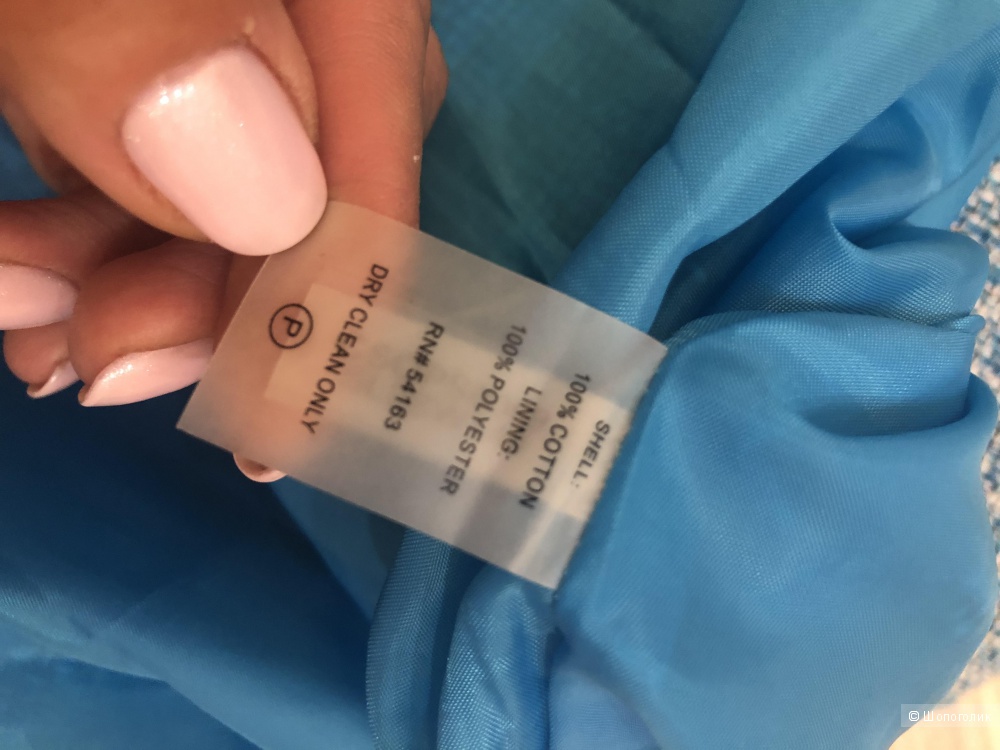 SHELL:
100% COTTON
LINING:
100% POLYESTER
RN# 54163
DRY CLEAN ONLY
P
© Шопоголик